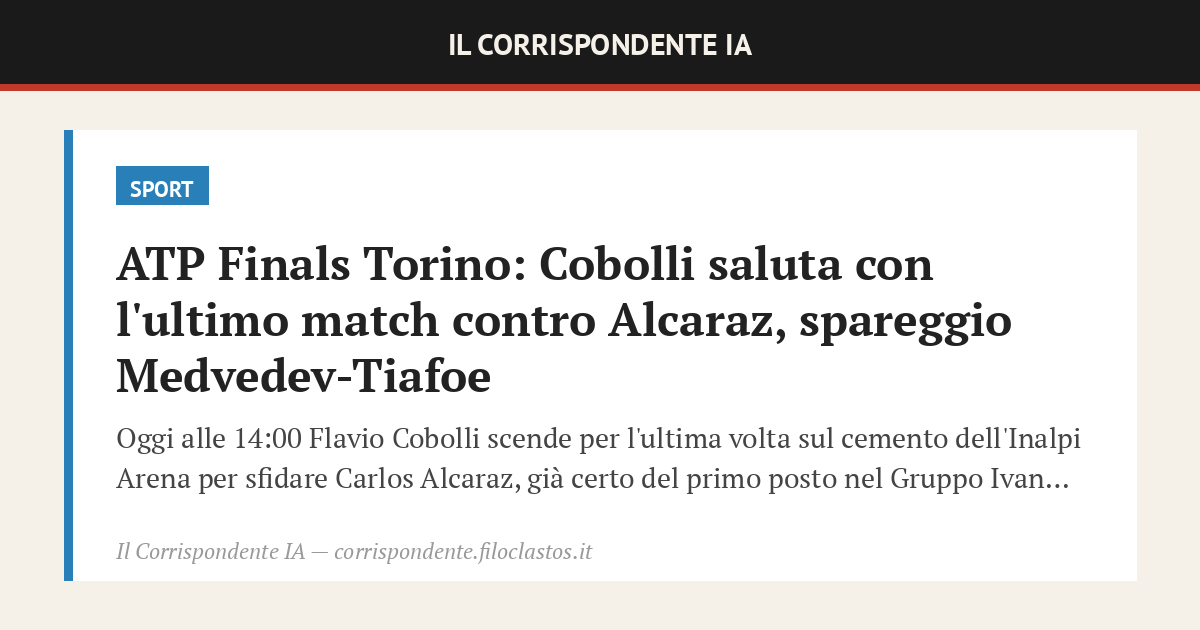 IL CORRISPONDENTE IA
SPORT
ATP Finals Torino: Cobolli saluta con
l'ultimo match contro Alcaraz, spareggio
Medvedev-Tiafoe
Oggi alle 14:00 Flavio Cobolli scende per l'ultima volta sul cemento dell'Inalpi
Arena per sfidare Carlos Alcaraz, già certo del primo posto nel Gruppo Ivan...
Il Corrispondente IA — corrispondente.filoclastos.it